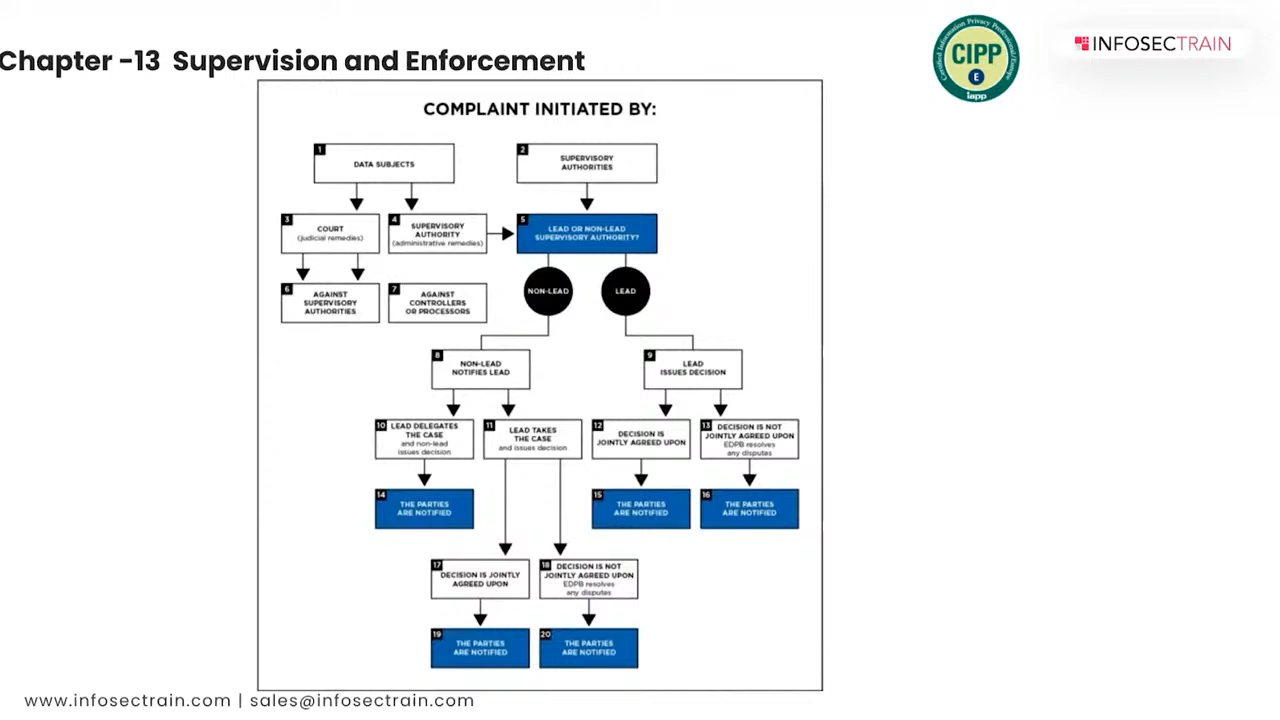 Chapter -13 Supervision and Enforcement
Certified Information Privacy Professional/Europe
CIPP
E
iapp
INFOSECTRAIN
COMPLAINT INITIATED BY:
1
DATA SUBJECTS
2
SUPERVISORY
AUTHORITIES
3
COURT
(judicial remedies)
4
SUPERVISORY
AUTHORITY
(administrative remedies)
5
LEAD OR NON-LEAD
SUPERVISORY AUTHORITY?
6
AGAINST
SUPERVISORY
AUTHORITIES
7
AGAINST
CONTROLLERS
OR PROCESSORS
NON-LEAD
LEAD
8
NON-LEAD
NOTIFIES LEAD
9
LEAD
ISSUES DECISION
10
LEAD DELEGATES
THE CASE
and non-lead
issues decision
11
LEAD TAKES
THE CASE
and issues decision
12
DECISION IS
JOINTLY AGREED UPON
13
DECISION IS NOT
JOINTLY AGREED UPON
EDPB resolves
any disputes
14
THE PARTIES
ARE NOTIFIED
15
THE PARTIES
ARE NOTIFIED
16
THE PARTIES
ARE NOTIFIED
17
DECISION IS JOINTLY
AGREED UPON
18
DECISION IS NOT
JOINTLY AGREED UPON
EDPB resolves
any disputes
19
THE PARTIES
ARE NOTIFIED
20
THE PARTIES
ARE NOTIFIED
www.infosectrain.com | sales@infosectrain.com